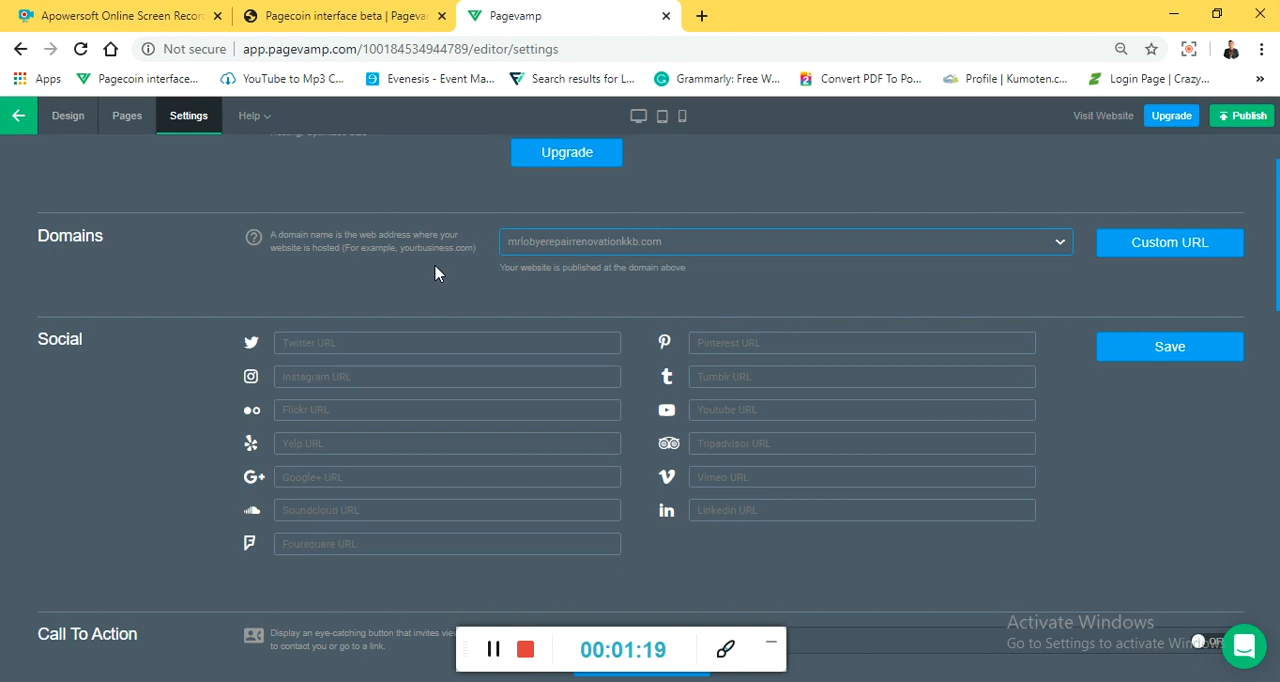 Apowersoft Online Screen Recor
Pagecoin interface beta | Pageva
Pagevamp
Not secure
app.pagevamp.com/100184534944789/editor/settings
Apps
Pagecoin interface...
YouTube to Mp3 C...
Evenesis - Event Ma...
Search results for L...
Grammarly: Free W...
Convert PDF To Po...
Profile | Kumoten.c...
Login Page | Crazy...
»
Design
Pages
Settings
Help
Visit Website
Upgrade
Publish
Upgrade
Domains
A domain name is the web address where your
website is hosted (For example, yourbusiness.com)
mrlobyerepairrenovationkkb.com
Custom URL
Your website is published at the domain above
Social
Twitter URL
Pinterest URL
Save
Instagram URL
Tumblr URL
Flickr URL
Youtube URL
Yelp URL
Tripadvisor URL
Google+ URL
Vimeo URL
Soundcloud URL
Linkedin URL
Foursquare URL
Call To Action
Display an eye-catching button that invites
to contact you or go to a link.
00:01:19
Activate Windows
Go to Settings to activate